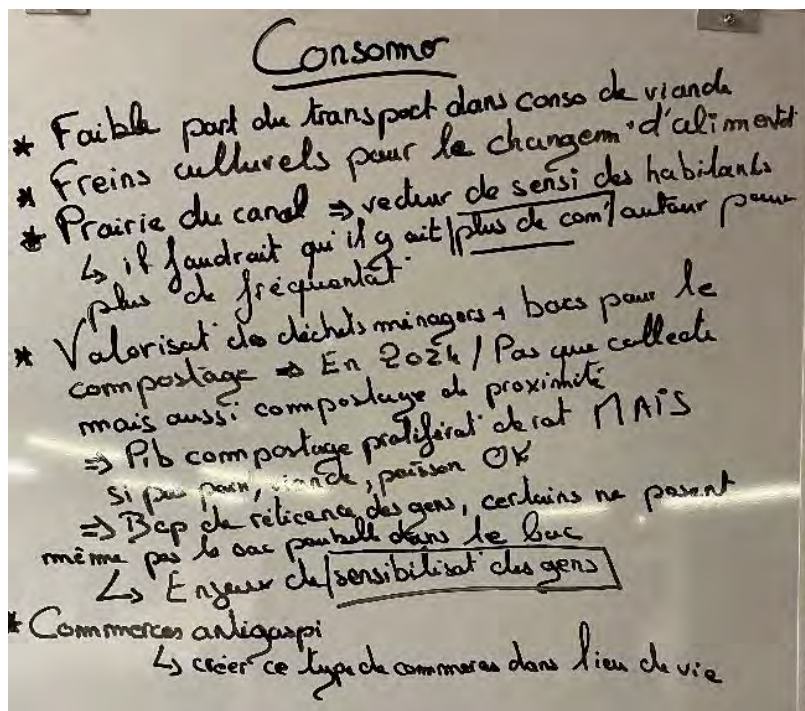 Consomer
* Faible part du transport dans conso de viande
* Freins culturels pour le changem° d'alimentat°
* Prairie du canal ⇒ vecteur de sensi des habitants
↳ il faudrait qu'il y ait plus de com' autour pour
plus de fréquentat°
* Valorisat° des déchets ménagers + bacs pour le
compostage ⇒ En 2024 / Pas que collecte
mais aussi compostage de proximité
⇒ Pb compostage proliférat° de rat MAIS
si pas pain, viande, poisson OK
⇒ Bcp de réticence des gens, certains ne posent
même pas le sac poubelle dans le bac
↳ Enjeux de sensibilisat° des gens
* Commerces antigaspi
↳ créer ce type de commerces dans lieu de vie